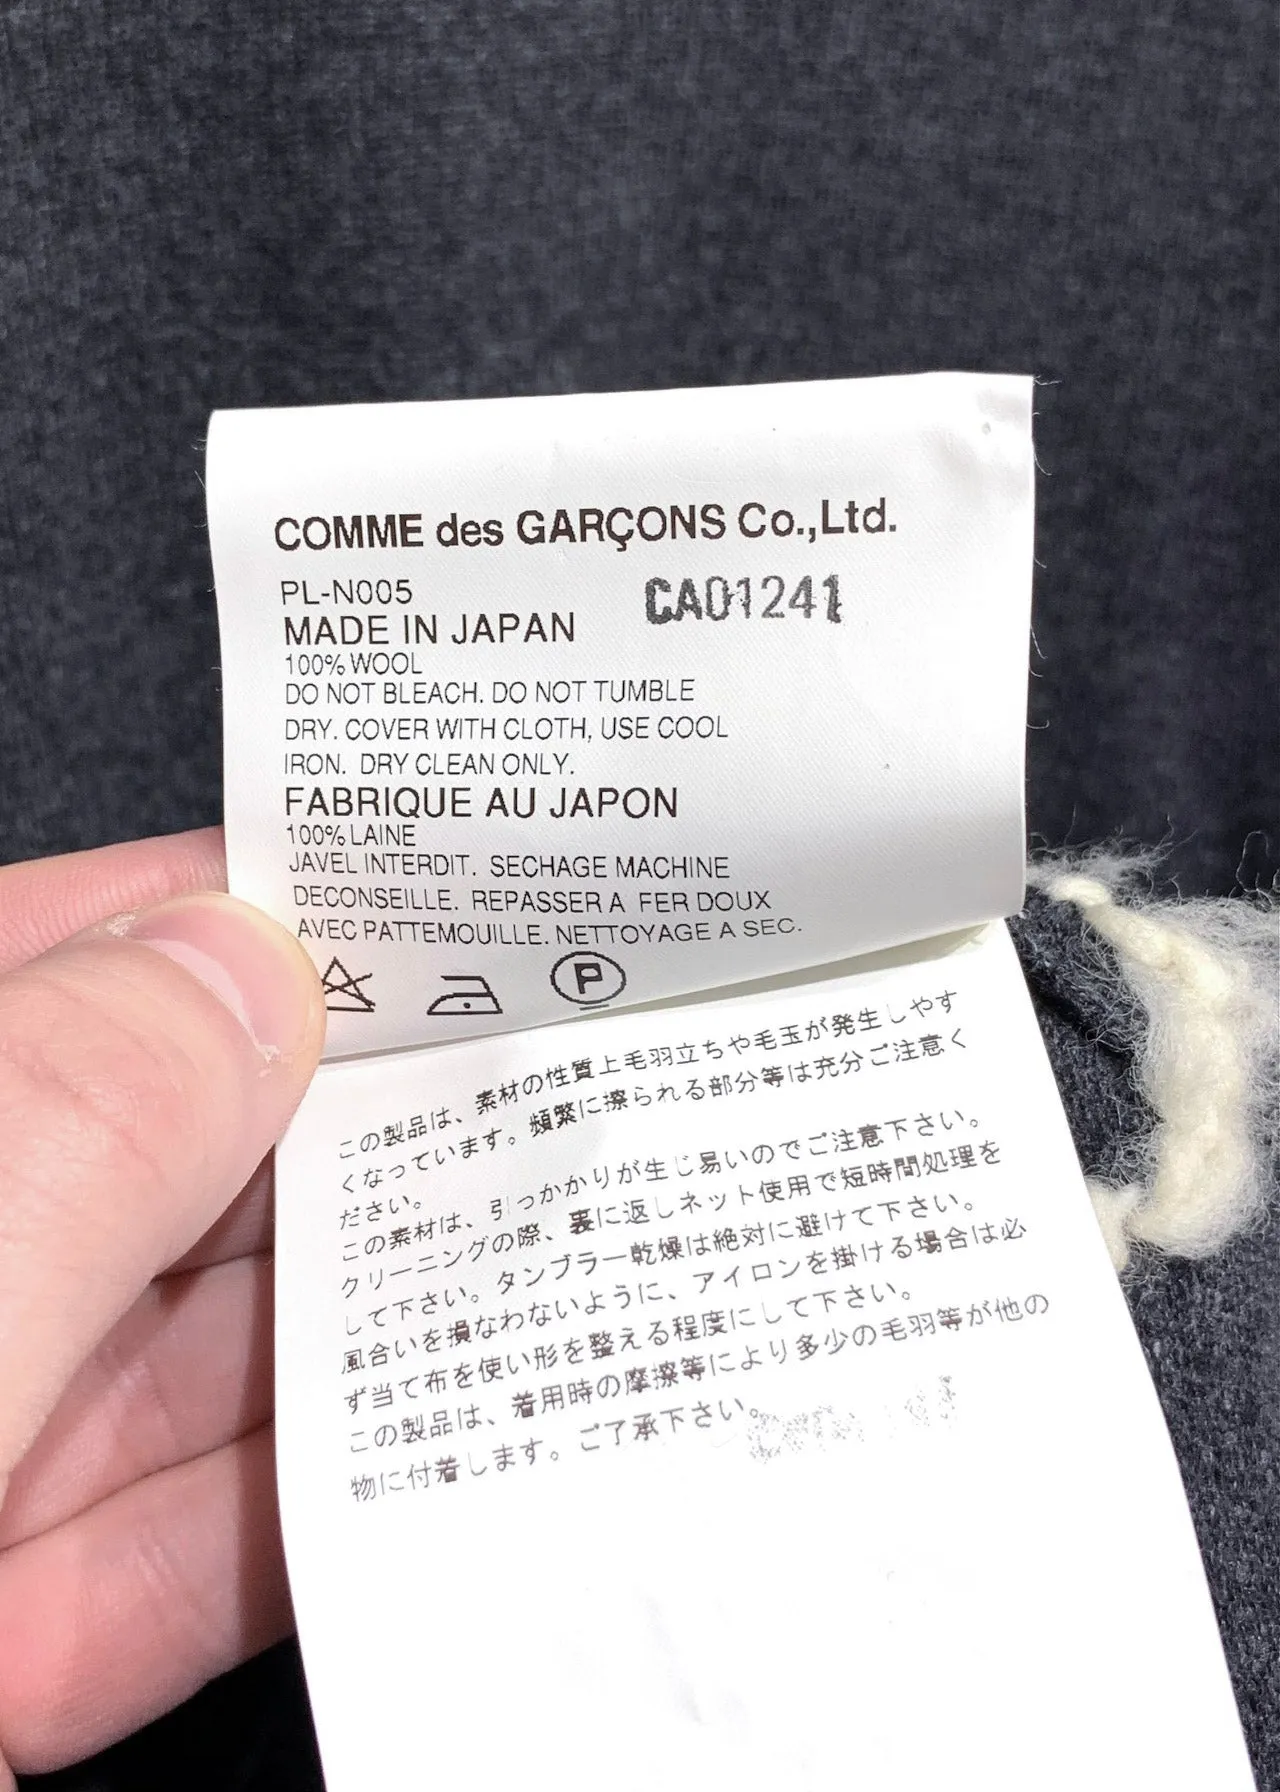 COMME des GARÇONS Co.,Ltd.
PL-N005
CA01241
MADE IN JAPAN
100% WOOL
DO NOT BLEACH. DO NOT TUMBLE
DRY. COVER WITH CLOTH, USE COOL
IRON. DRY CLEAN ONLY.
FABRIQUE AU JAPON
100% LAINE
JAVEL INTERDIT. SECHAGE MACHINE
DECONSEILLE. REPASSER A FER DOUX
AVEC PATTEMOUILLE. NETTOYAGE A SEC.
P
この製品は、素材の性質上毛羽立ちや毛玉が発生しやす
くなっています。頻繁に擦られる部分等は充分ご注意く
ださい。
この素材は、引っかかりが生じ易いのでご注意下さい。
クリーニングの際、裏に返しネット使用で短時間処理を
して下さい。タンブラー乾燥は絶対に避けて下さい。
風合いを損なわないように、アイロンを掛ける場合は必
ず当て布を使い形を整える程度にして下さい。
この製品は、着用時の摩擦等により多少の毛羽等が他の
物に付着します。ご了承下さい。